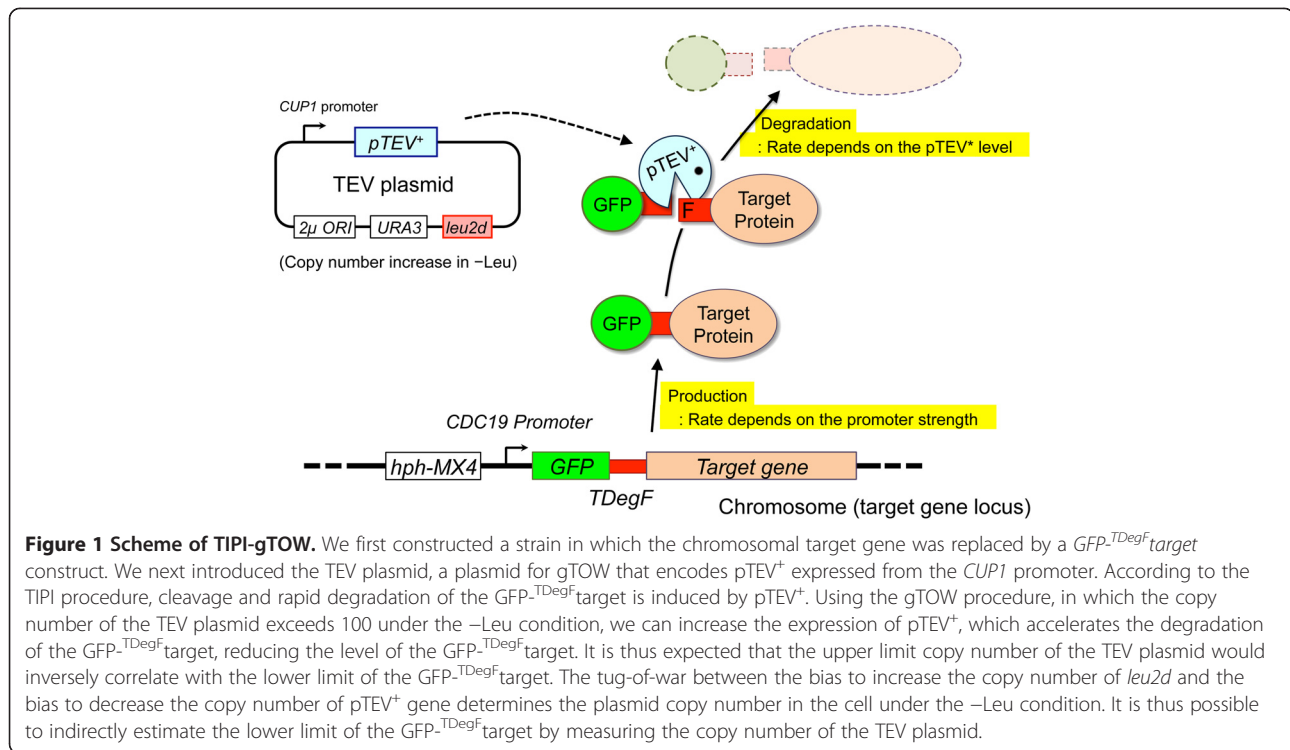 CUP1 promoter
pTEV⁺
TEV plasmid
2μ ORI URA3 leu2d
(Copy number increase in −Leu)
Degradation
: Rate depends on the pTEV* level
pTEV⁺
GFP
F
Target
Protein
GFP
Target
Protein
Production
: Rate depends on the promoter strength
CDC19 Promoter
hph-MX4 GFP Target gene
TDegF
Chromosome (target gene locus)
Figure 1 Scheme of TIPI-gTOW. We first constructed a strain in which the chromosomal target gene was replaced by a GFP-ᵀᴰᵉᵍFtarget
construct. We next introduced the TEV plasmid, a plasmid for gTOW that encodes pTEV⁺ expressed from the CUP1 promoter. According to the
TIPI procedure, cleavage and rapid degradation of the GFP-ᵀᴰᵉᵍFtarget is induced by pTEV⁺. Using the gTOW procedure, in which the copy
number of the TEV plasmid exceeds 100 under the −Leu condition, we can increase the expression of pTEV⁺, which accelerates the degradation
of the GFP-ᵀᴰᵉᵍFtarget, reducing the level of the GFP-ᵀᴰᵉᵍFtarget. It is thus expected that the upper limit copy number of the TEV plasmid would
inversely correlate with the lower limit of the GFP-ᵀᴰᵉᵍFtarget. The tug-of-war between the bias to increase the copy number of leu2d and the
bias to decrease the copy number of pTEV⁺ gene determines the plasmid copy number in the cell under the −Leu condition. It is thus possible
to indirectly estimate the lower limit of the GFP-ᵀᴰᵉᵍFtarget by measuring the copy number of the TEV plasmid.